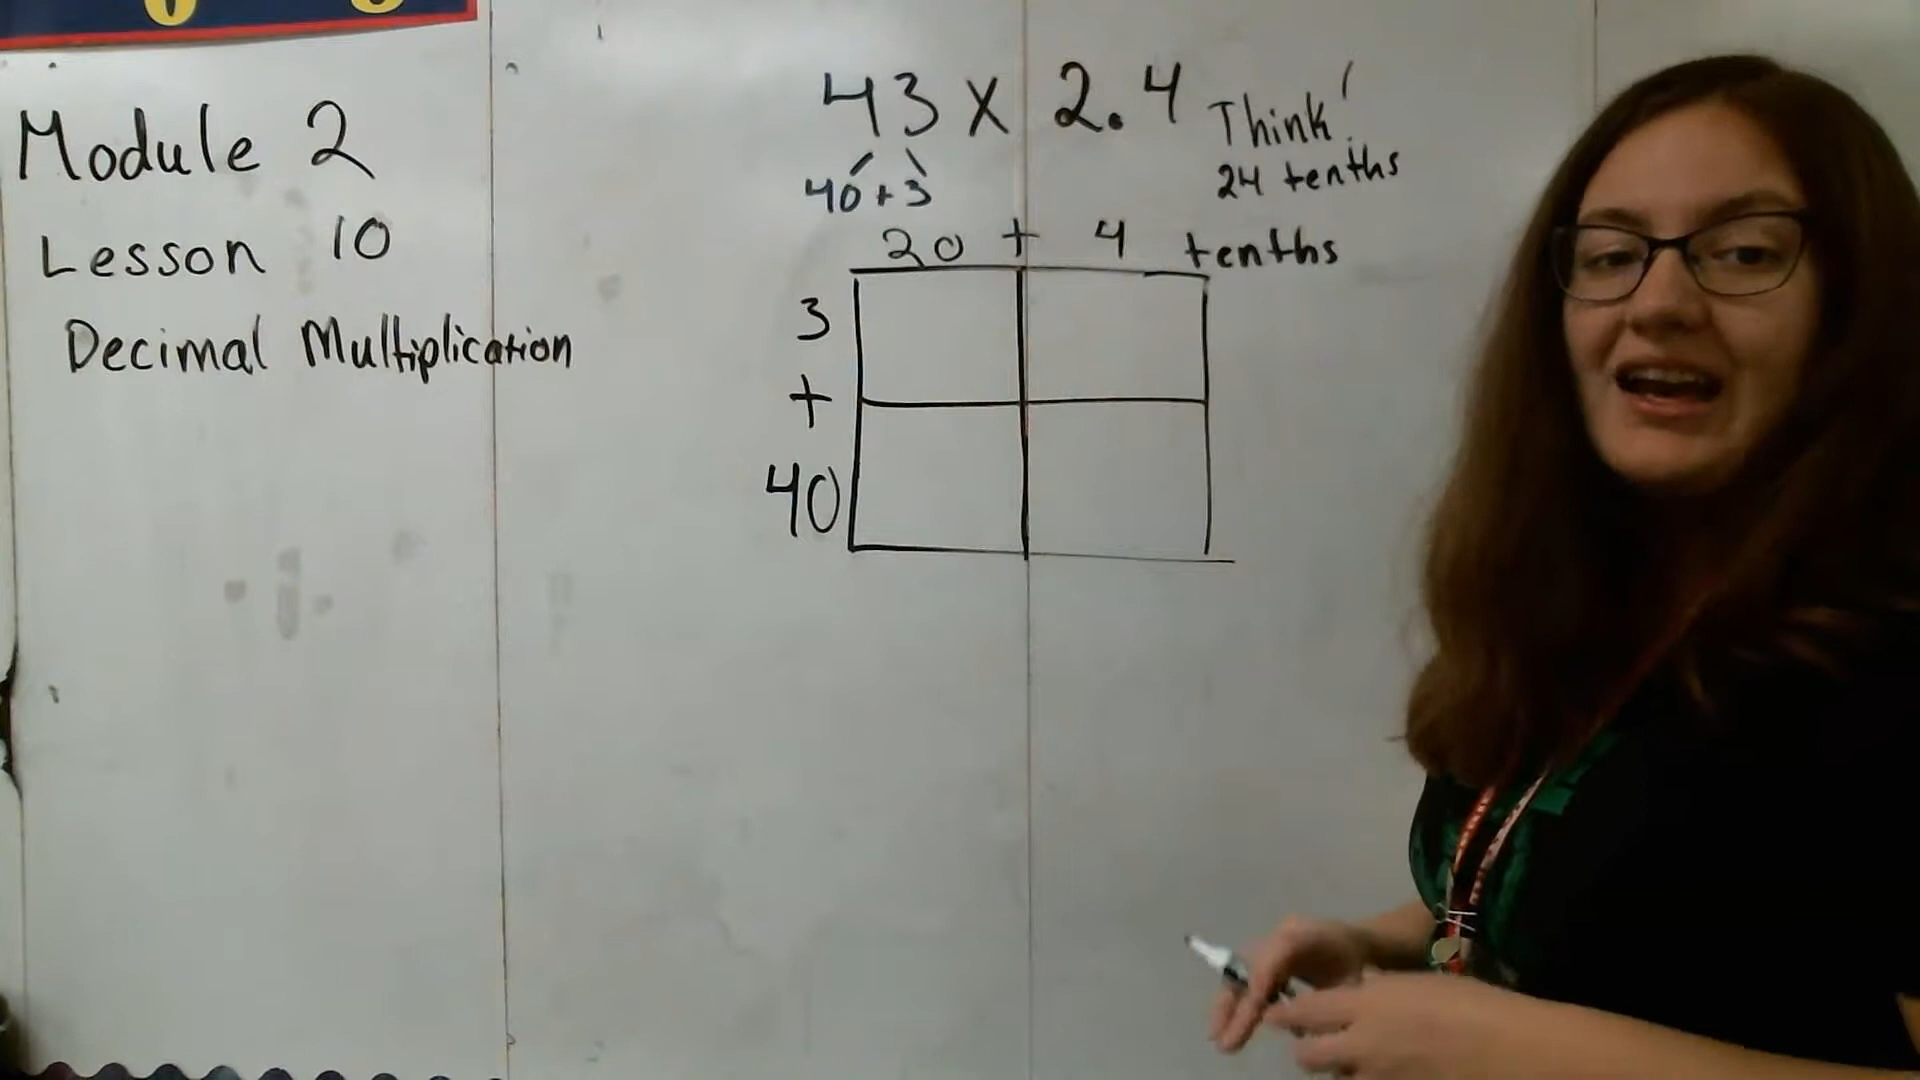 Module 2
Lesson 10
Decimal Multiplication
43 x 2.4
Think!
24 tenths
40 + 3
20 + 4 tenths
3
+
40